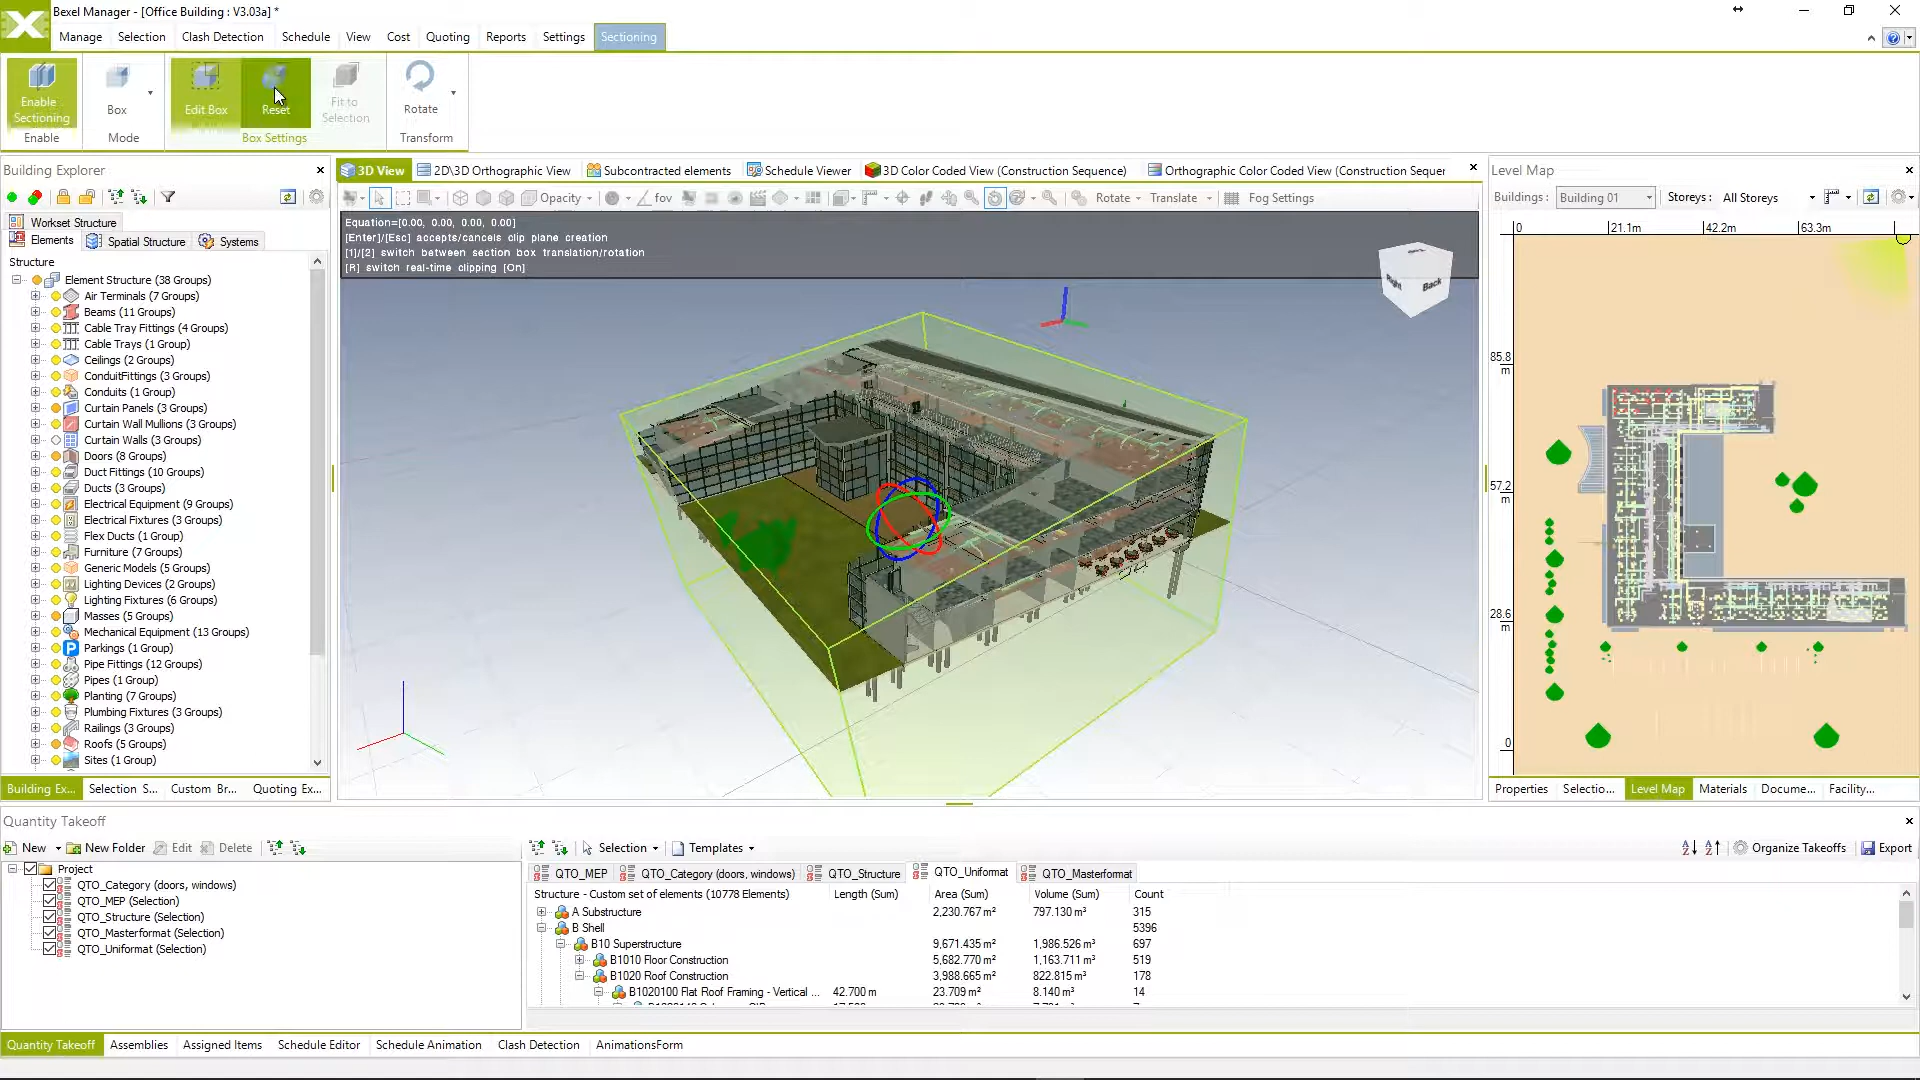 Bexel Manager - [Office Building : V3.03a] *
Manage Selection Clash Detection Schedule View Cost Quoting Reports Settings Sectioning
Enable Sectioning
Box
Edit Box
Reset
Fit to Selection
Rotate
Enable
Mode
Box Settings
Transform
Building Explorer
Workset Structure
Elements Spatial Structure Systems
Structure
Element Structure (38 Groups)
Air Terminals (7 Groups)
Beams (11 Groups)
Cable Tray Fittings (4 Groups)
Cable Trays (1 Group)
Ceilings (2 Groups)
ConduitFittings (3 Groups)
Conduits (1 Group)
Curtain Panels (3 Groups)
Curtain Wall Mullions (3 Groups)
Curtain Walls (3 Groups)
Doors (8 Groups)
Duct Fittings (10 Groups)
Ducts (3 Groups)
Electrical Equipment (9 Groups)
Electrical Fixtures (3 Groups)
Flex Ducts (1 Group)
Furniture (7 Groups)
Generic Models (5 Groups)
Lighting Devices (2 Groups)
Lighting Fixtures (6 Groups)
Masses (5 Groups)
Mechanical Equipment (13 Groups)
Parkings (1 Group)
Pipe Fittings (12 Groups)
Pipes (1 Group)
Planting (7 Groups)
Plumbing Fixtures (3 Groups)
Railings (3 Groups)
Roofs (5 Groups)
Sites (1 Group)
Building Ex... Selection S... Custom Br... Quoting Ex...
3D View 2D\3D Orthographic View Subcontracted elements Schedule Viewer 3D Color Coded View (Construction Sequence) Orthographic Color Coded View (Construction Sequer
Opacity fov Rotate Translate Fog Settings
Equation=[0.00, 0.00, 0.00, 0.00]
[Enter]/[Esc] accepts/cancels clip plane creation
[1]/[2] switch between section box translation/rotation
[R] switch real-time clipping [On]
Right Back
Level Map
Buildings: Building 01 Storeys: All Storeys
0 21.1m 42.2m 63.3m
85.8 m
57.2 m
28.6 m
0
Properties Selectio... Level Map Materials Docume... Facility...
Quantity Takeoff
New New Folder Edit Delete
Project
QTO_Category (doors, windows)
QTO_MEP (Selection)
QTO_Structure (Selection)
QTO_Masterformat (Selection)
QTO_Uniformat (Selection)
Selection Templates Organize Takeoffs Export
QTO_MEP QTO_Category (doors, windows) QTO_Structure QTO_Uniformat QTO_Masterformat
Structure - Custom set of elements (10778 Elements) Length (Sum) Area (Sum) Volume (Sum) Count
A Substructure 2,230.767 m² 797.130 m³ 315
B Shell 5396
B10 Superstructure 9,671.435 m² 1,986.526 m³ 697
B1010 Floor Construction 5,682.770 m² 1,163.711 m³ 519
B1020 Roof Construction 3,988.665 m² 822.815 m³ 178
B1020100 Flat Roof Framing - Vertical ... 42.700 m 23.709 m² 8.140 m³ 14
Quantity Takeoff Assemblies Assigned Items Schedule Editor Schedule Animation Clash Detection AnimationsForm